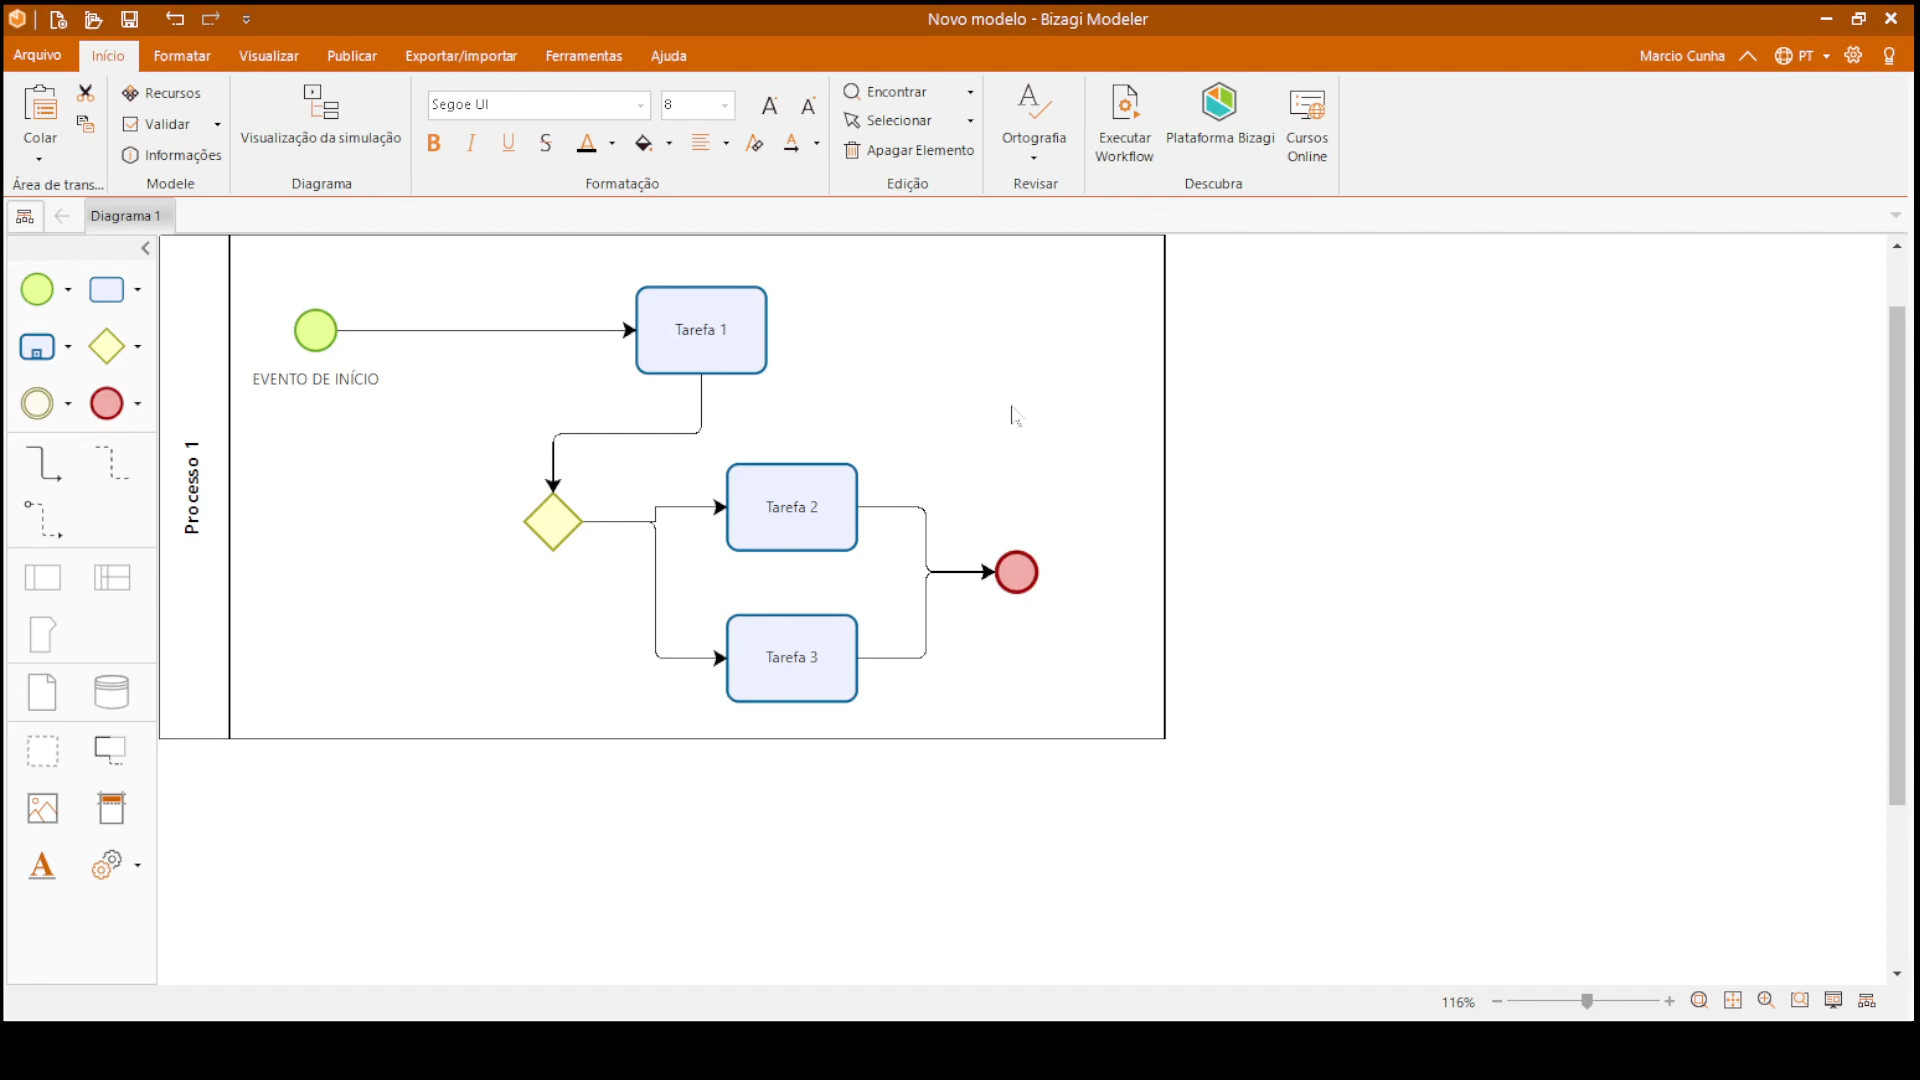 Novo modelo - Bizagi Modeler
Arquivo Início Formatar Visualizar Publicar Exportar/importar Ferramentas Ajuda Marcio Cunha PT
Colar
Área de trans...
Recursos
Validar
Informações
Modele
Visualização da simulação
Diagrama
Segoe UI 8
Formatação
Encontrar
Selecionar
Apagar Elemento
Edição
Ortografia
Revisar
Executar
Workflow
Plataforma Bizagi
Cursos
Online
Descubra
Diagrama 1
Processo 1
EVENTO DE INÍCIO
Tarefa 1
Tarefa 2
Tarefa 3
116%